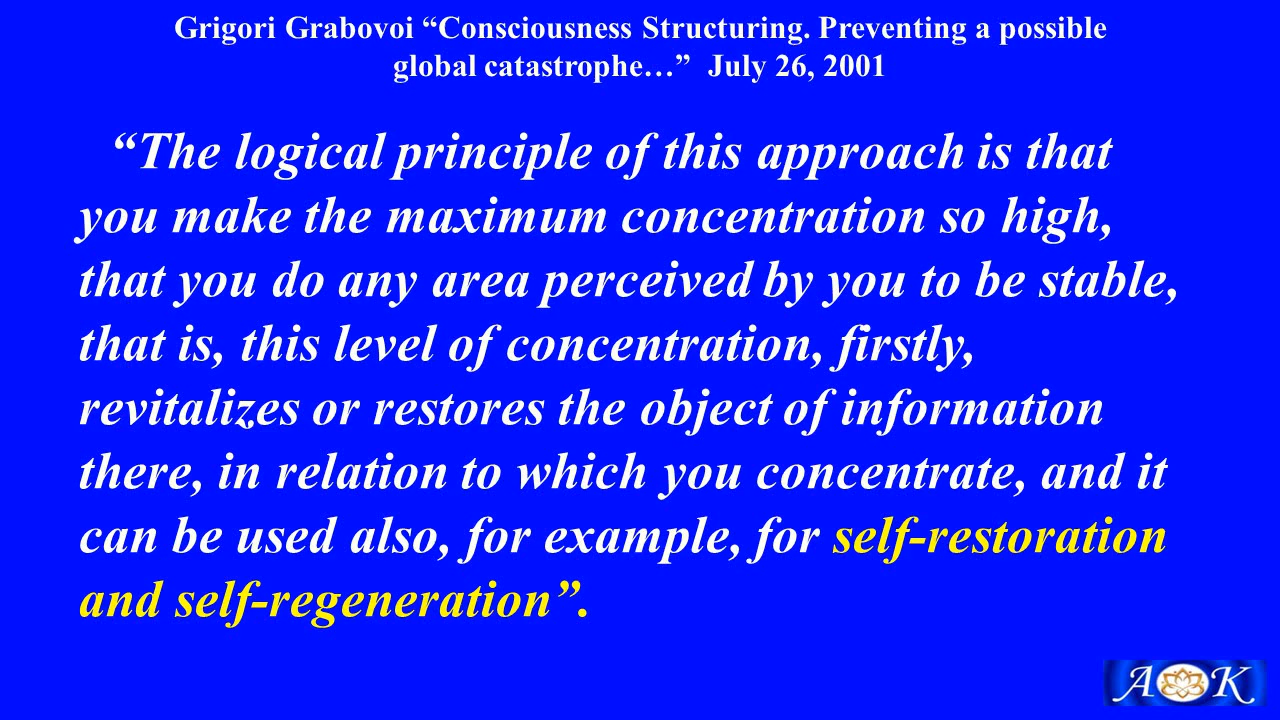 Grigori Grabovoi “Consciousness Structuring. Preventing a possible
global catastrophe…” July 26, 2001
“The logical principle of this approach is that
you make the maximum concentration so high,
that you do any area perceived by you to be stable,
that is, this level of concentration, firstly,
revitalizes or restores the object of information
there, in relation to which you concentrate, and it
can be used also, for example, for self-restoration
and self-regeneration”.
A K